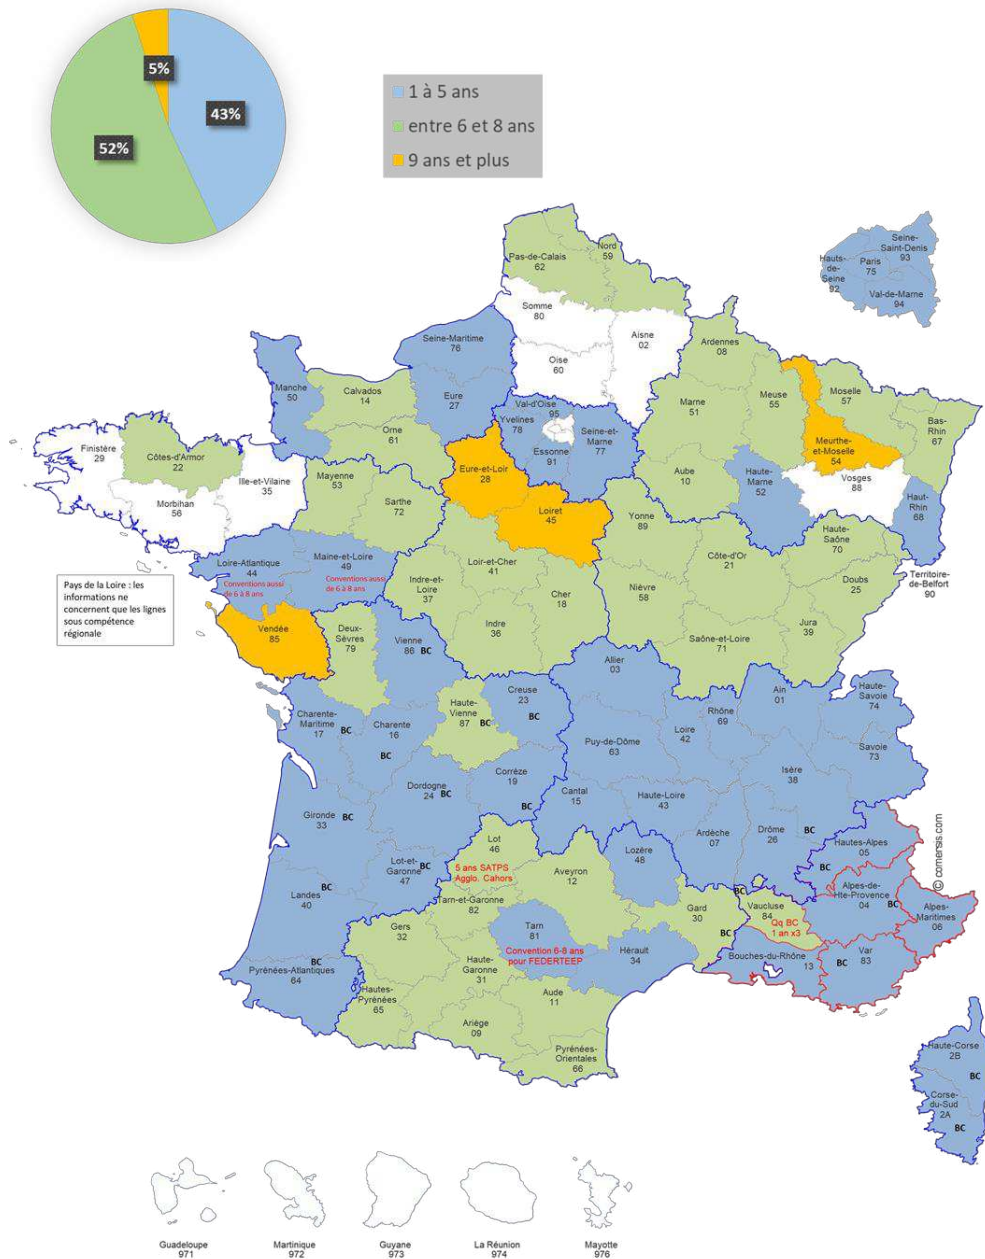 5%
43%
52%
1 à 5 ans
entre 6 et 8 ans
9 ans et plus
Nord
59
Pas-de-Calais
62
Somme
80
Aisne
02
Oise
60
Seine-Maritime
76
Eure
27
Hauts-
de-
Seine
92
Seine-
Saint-Denis
93
Paris
75
Val-de-Marne
94
Ardennes
08
Marne
51
Meuse
55
Moselle
57
Bas-
Rhin
67
Meurthe-
et-Moselle
54
Vosges
88
Aube
10
Haute-
Marne
52
Haut-
Rhin
68
Manche
50
Calvados
14
Orne
61
Val-d'Oise
95
Yvelines
78
Essonne
91
Seine-et-
Marne
77
Finistère
29
Côtes-d'Armor
22
Ille-et-Vilaine
35
Morbihan
56
Mayenne
53
Sarthe
72
Eure-et-Loir
28
Loiret
45
Yonne
89
Côte-d'Or
21
Haute-
Saône
70
Territoire-
de-Belfort
90
Doubs
25
Jura
39
Nièvre
58
Saône-et-Loire
71
Loir-et-Cher
41
Indre-et-
Loire
37
Cher
18
Indre
36
Loire-Atlantique
44
Conventions aussi
de 6 à 8 ans
Maine-et-Loire
49
Conventions aussi
de 6 à 8 ans
Pays de la Loire : les
informations ne
concernent que les lignes
sous compétence
régionale
Vendée
85
Deux-
Sèvres
79
Vienne
86 BC
Haute-
Vienne
87 BC
Creuse
23
BC
Charente-
Maritime
17 BC
Charente
16
BC
Corrèze
19
BC
Dordogne
24 BC
Gironde
33 BC
Lot-et-
Garonne
47
BC
Landes
40
BC
Pyrénées-Atlantiques
64
BC
Allier
03
Puy-de-Dôme
63
Loire
42
Rhône
69
Ain
01
Haute-
Savoie
74
Savoie
73
Isère
38
Cantal
15
Haute-Loire
43
Ardèche
07
Drôme
26
BC
Hautes-Alpes
05
BC
Alpes-de-
Hte-Provence
04 BC
Alpes-
Maritimes
06
Vaucluse
84
Qq BC
1 an x3
BC
Bouches-du-Rhône
13
Var
83
BC
Lot
46
5 ans SATPS
Agglo. Cahors
Aveyron
12
Lozère
48
Gard
30
BC
Tarn-et-Garonne
82
Tarn
81
Convention 6-8 ans
pour FEDERTEEP
Hérault
34
Gers
32
Haute-
Garonne
31
Hautes-
Pyrénées
65
Ariège
09
Aude
11
Pyrénées-
Orientales
66
Haute-Corse
2B
BC
Corse-
du-Sud
2A
BC
© comersis.com
Guadeloupe
971
Martinique
972
Guyane
973
La Réunion
974
Mayotte
976